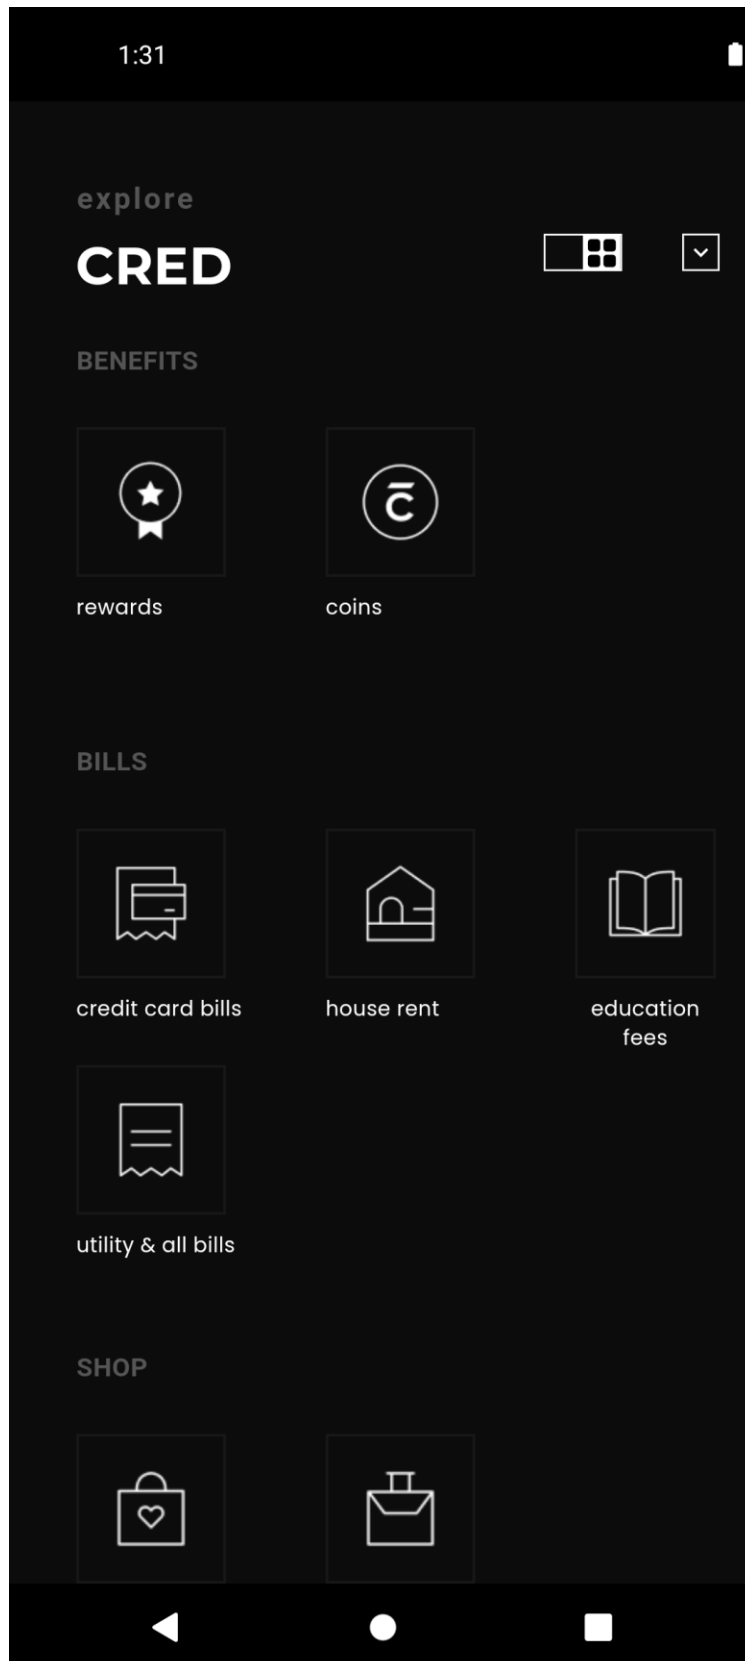 1:31
explore
CRED
BENEFITS
rewards
coins
BILLS
credit card bills
house rent
education
fees
utility & all bills
SHOP